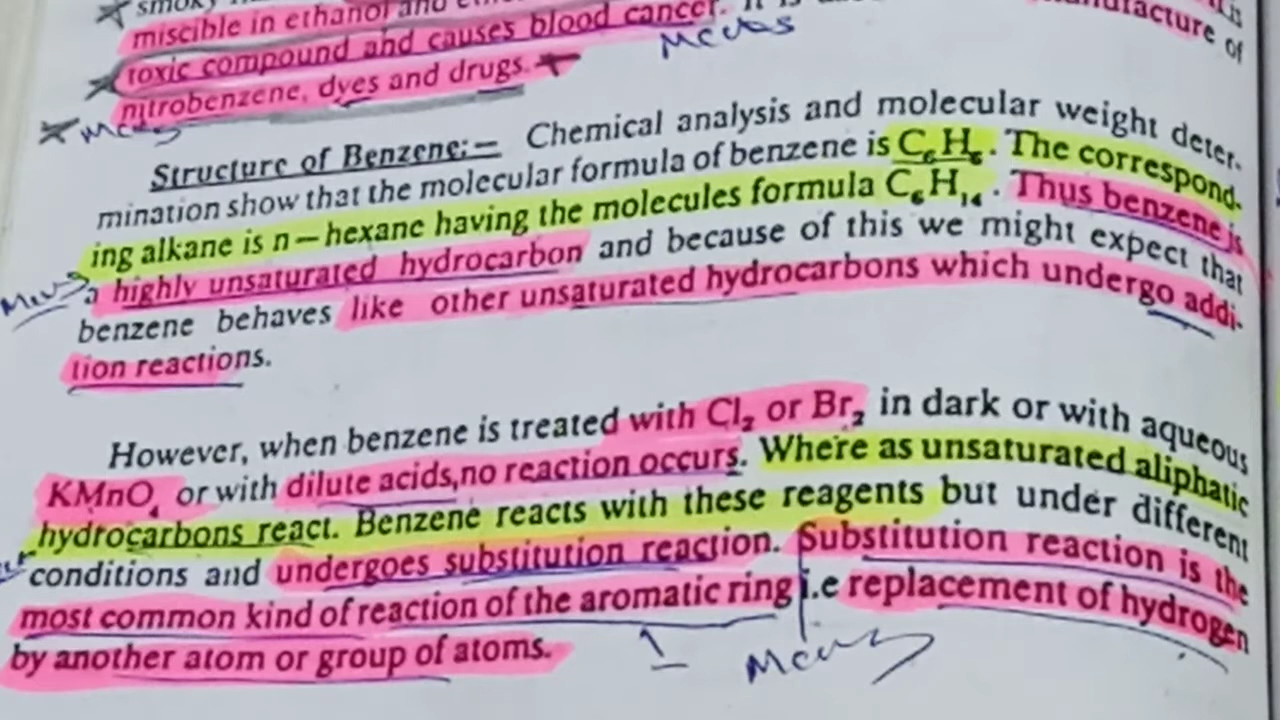 smoky
miscible in ethanol and
toxic compound and causes blood cancer. It is
manufacture of
nitrobenzene, dyes and drugs.
Mcqs
Mcqs
Structure of Benzene:— Chemical analysis and molecular weight deter-
mination show that the molecular formula of benzene is C₆H₆. The correspond-
ing alkane is n—hexane having the molecules formula C₆H₁₄. Thus benzene is
a highly unsaturated hydrocarbon and because of this we might expect that
benzene behaves like other unsaturated hydrocarbons which undergo addi-
tion reactions.
However, when benzene is treated with Cl₂ or Br₂ in dark or with aqueous
KMnO₄ or with dilute acids,no reaction occurs. Where as unsaturated aliphatic
hydrocarbons react. Benzene reacts with these reagents but under different
conditions and undergoes substitution reaction. Substitution reaction is the
most common kind of reaction of the aromatic ring i.e replacement of hydrogen
by another atom or group of atoms.